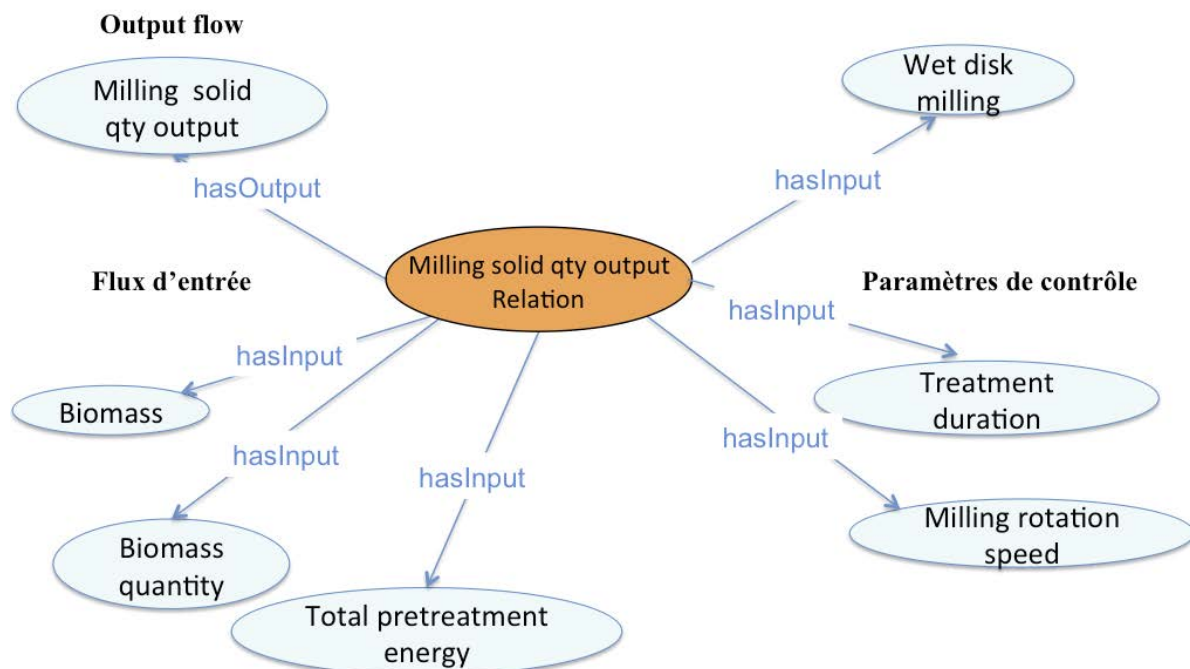 Output flow
Milling solid
qty output
Wet disk
milling
hasOutput
hasInput
Milling solid qty output
Relation
Flux d’entrée
Paramètres de contrôle
hasInput
hasInput
Biomass
Treatment
duration
hasInput
hasInput
hasInput
Biomass
quantity
Milling rotation
speed
Total pretreatment
energy